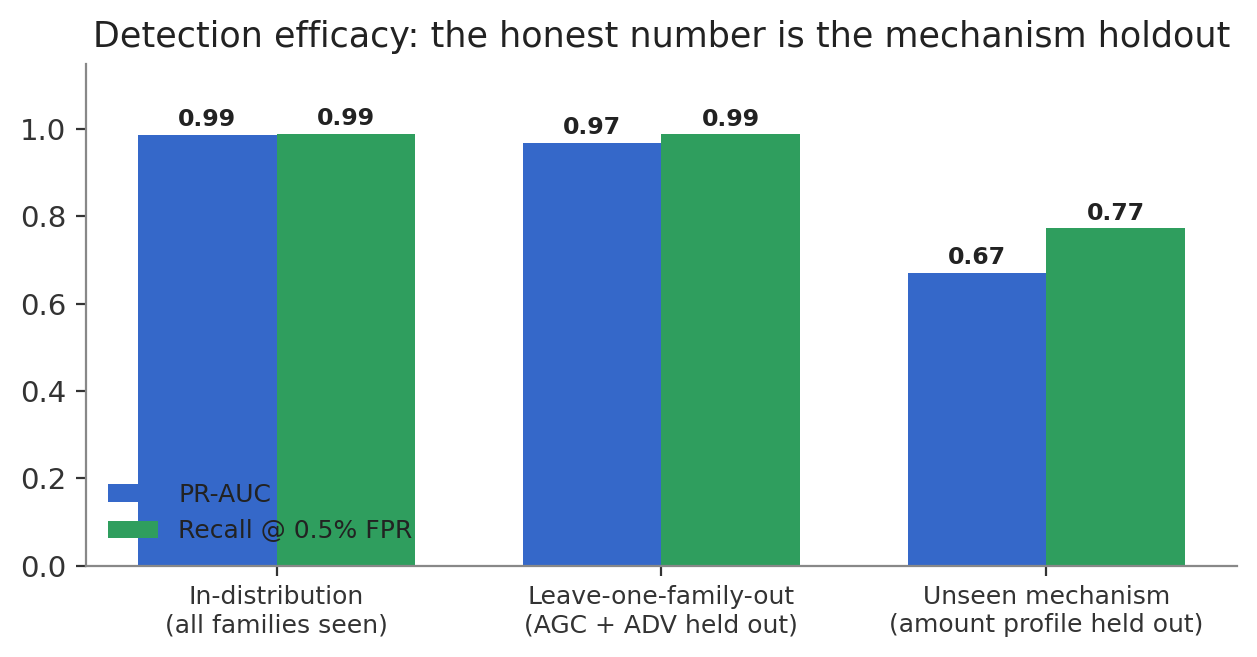 Detection efficacy: the honest number is the mechanism holdout
0.99
0.99
0.97
0.99
0.67
0.77
1.0
0.8
0.6
0.4
0.2
0.0
PR-AUC
Recall @ 0.5% FPR
In-distribution
(all families seen)
Leave-one-family-out
(AGC + ADV held out)
Unseen mechanism
(amount profile held out)